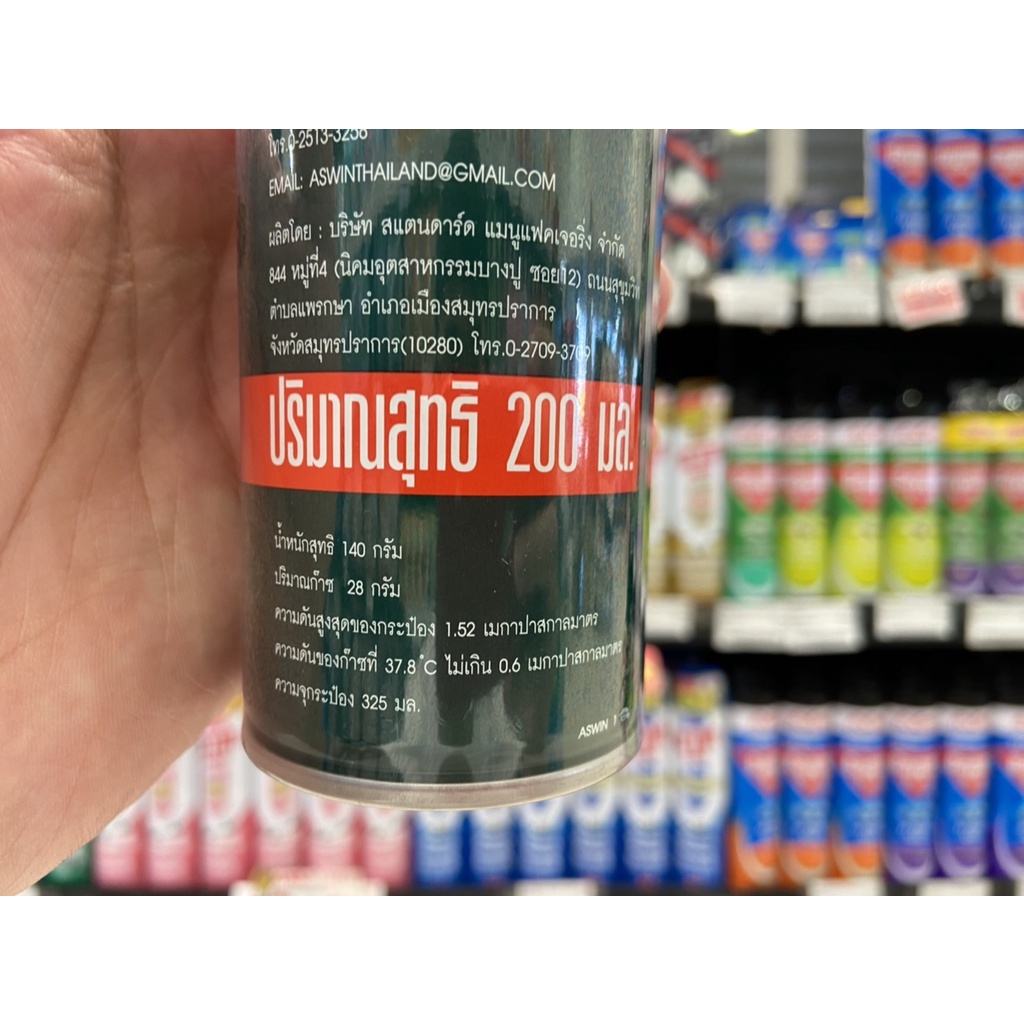 โทร.0-2513-3258
EMAIL: ASWINTHAILAND@GMAIL.COM
ผลิตโดย : บริษัท สแตนดาร์ด แมนูแฟคเจอริ่ง จำกัด
844 หมู่ที่4 (นิคมอุตสาหกรรมบางปู ซอย12) ถนนสุขุมวิท
ตำบลแพรกษา อำเภอเมืองสมุทรปราการ
จังหวัดสมุทรปราการ(10280) โทร.0-2709-3709
ปริมาณสุทธิ 200 มล.
น้ำหนักสุทธิ 140 กรัม
ปริมาณก๊าซ 28 กรัม
ความดันสูงสุดของกระป๋อง 1.52 เมกาปาสกาลมาตร
ความดันของก๊าซที่ 37.8 ํC ไม่เกิน 0.6 เมกาปาสกาลมาตร
ความจุกระป๋อง 325 มล.
ASWIN